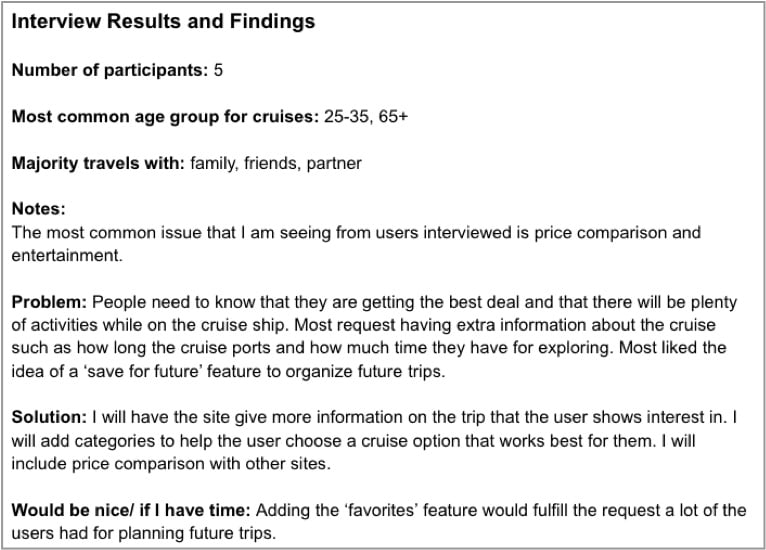 Interview Results and Findings
Number of participants: 5
Most common age group for cruises: 25-35, 65+
Majority travels with: family, friends, partner
Notes:
The most common issue that I am seeing from users interviewed is price comparison and
entertainment.
Problem: People need to know that they are getting the best deal and that there will be plenty
of activities while on the cruise ship. Most request having extra information about the cruise
such as how long the cruise ports and how much time they have for exploring. Most liked the
idea of a ‘save for future’ feature to organize future trips.
Solution: I will have the site give more information on the trip that the user shows interest in. I
will add categories to help the user choose a cruise option that works best for them. I will
include price comparison with other sites.
Would be nice/ if I have time: Adding the ‘favorites’ feature would fulfill the request a lot of the
users had for planning future trips.